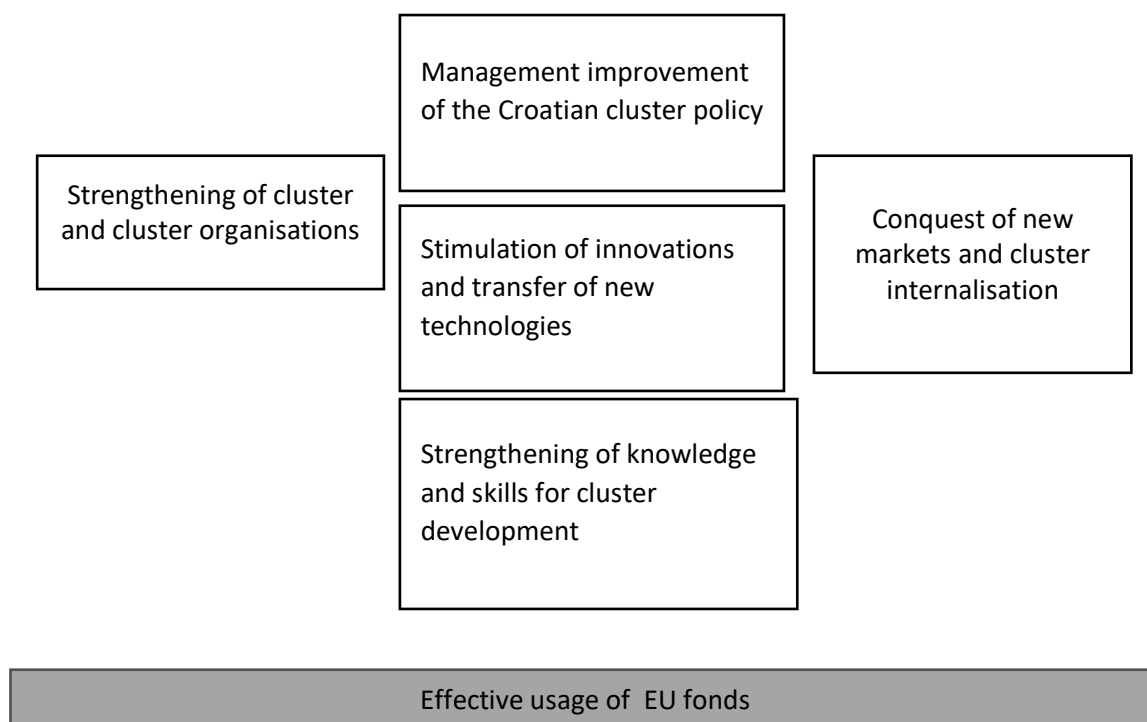 Management improvement
of the Croatian cluster policy
Strengthening of cluster
and cluster organisations
Stimulation of innovations
and transfer of new
technologies
Conquest of new
markets and cluster
internalisation
Strengthening of knowledge
and skills for cluster
development
Effective usage of EU fonds